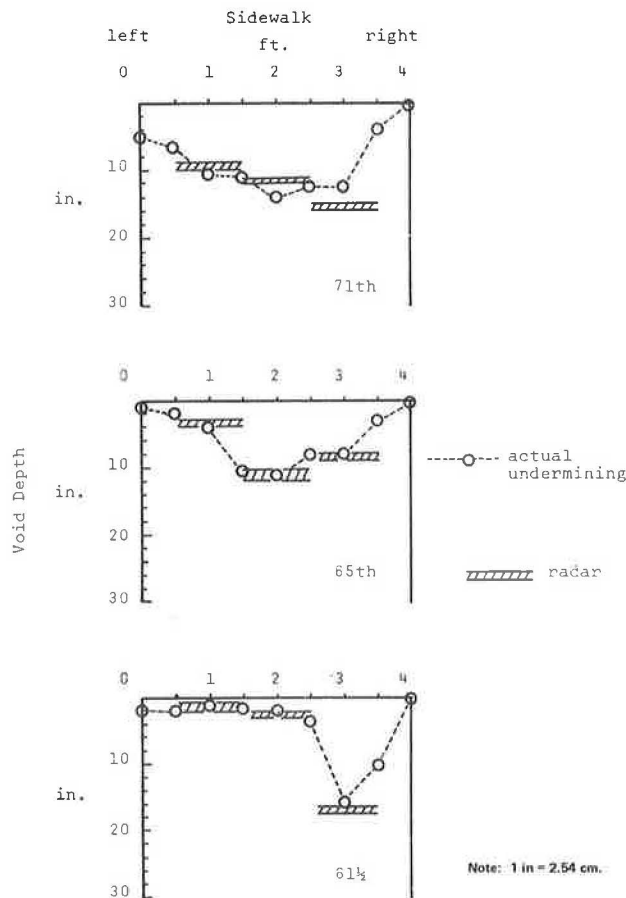 Sidewalk
left ft. right
0 1 2 3 4
10
in.
20
71th
30
0 1 2 3 4
10
in.
20
65th
30
Void Depth
actual
undermining
radar
0 1 2 3 4
10
in.
20
61½
30
Note: 1 in = 2.54 cm.